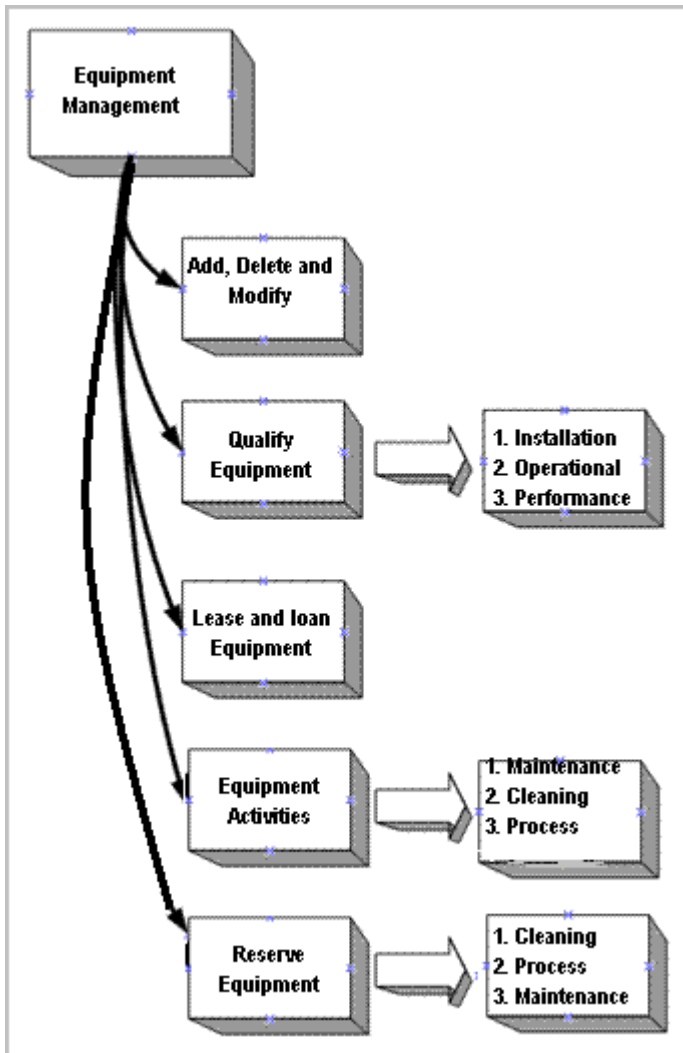 Equipment
Management
Add, Delete and
Modify
Qualify
Equipment
1. Installation
2. Operational
3. Performance
Lease and loan
Equipment
Equipment
Activities
1. Maintenance
2. Cleaning
3. Process
Reserve
Equipment
1. Cleaning
2. Process
3. Maintenance